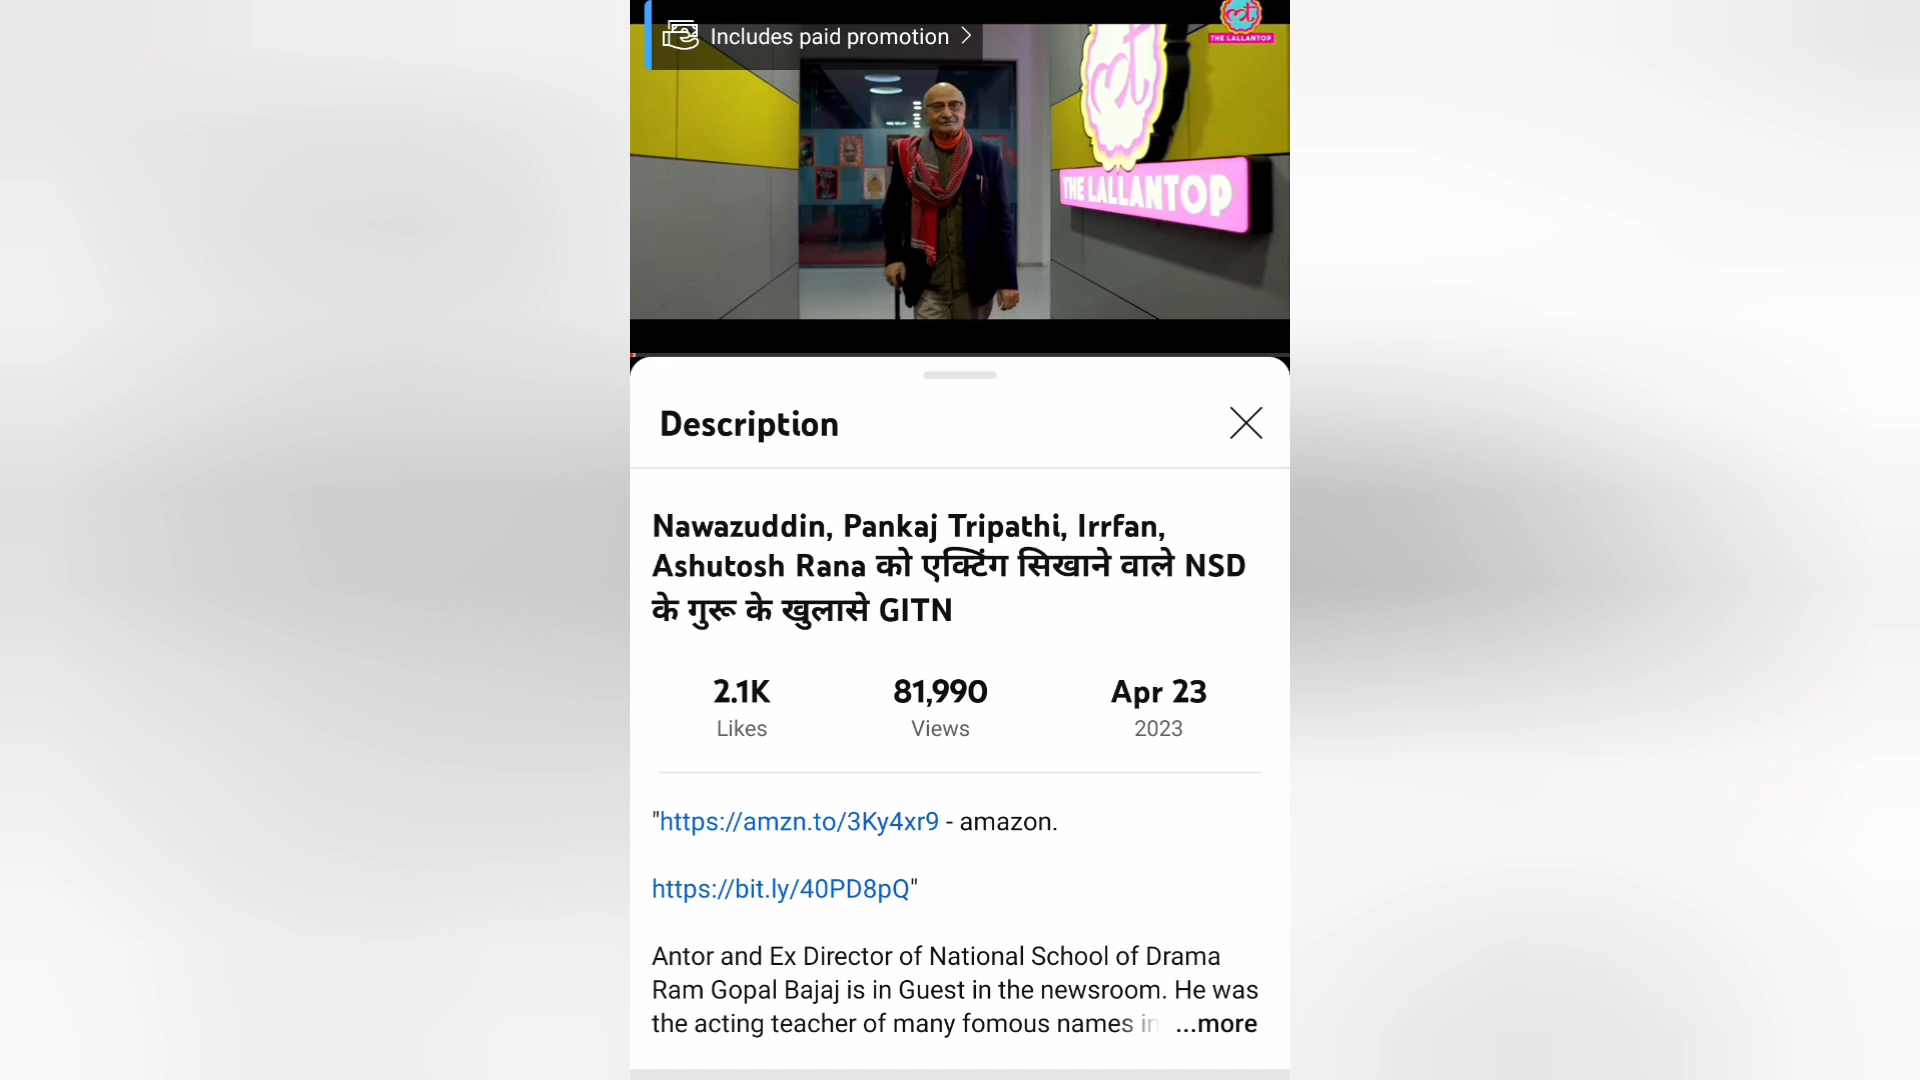 Includes paid promotion
mt
THE LALLANTOP
mt
THE LALLANTOP
Description
Nawazuddin, Pankaj Tripathi, Irrfan,
Ashutosh Rana को एक्टिंग सिखाने वाले NSD
के गुरू के खुलासे GITN
2.1K 81,990 Apr 23
Likes Views 2023
"https://amzn.to/3Ky4xr9 - amazon.
https://bit.ly/40PD8pQ"
Antor and Ex Director of National School of Drama
Ram Gopal Bajaj is in Guest in the newsroom. He was
the acting teacher of many fomous names in ...more